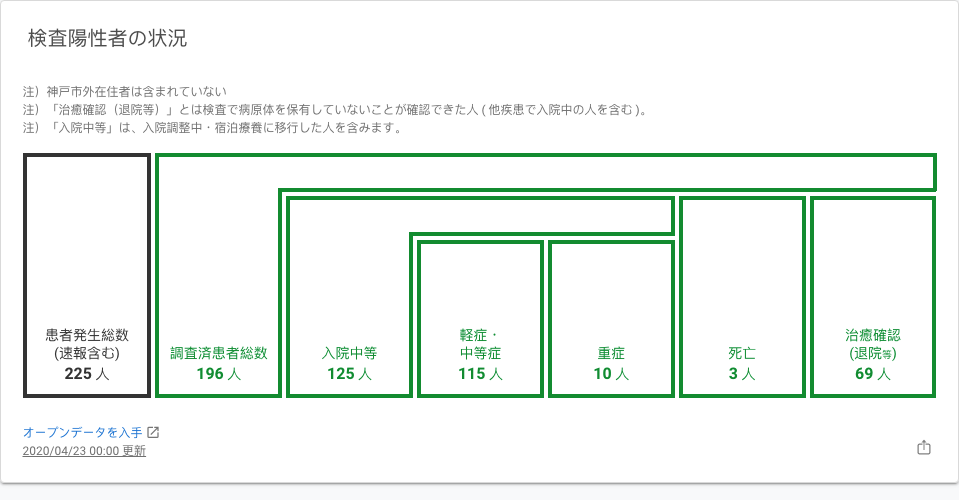 検査陽性者の状況
注）神戸市外在住者は含まれていない
注）「治癒確認（退院等）」とは検査で病原体を保有していないことが確認できた人 ( 他疾患で入院中の人を含む )。
注）「入院中等」は、入院調整中・宿泊療養に移行した人を含みます。
患者発生総数
(速報含む)
225 人
調査済患者総数
196 人
入院中等
125 人
軽症・
中等症
115 人
重症
10 人
死亡
3 人
治癒確認
(退院等)
69 人
オープンデータを入手
2020/04/23 00:00 更新